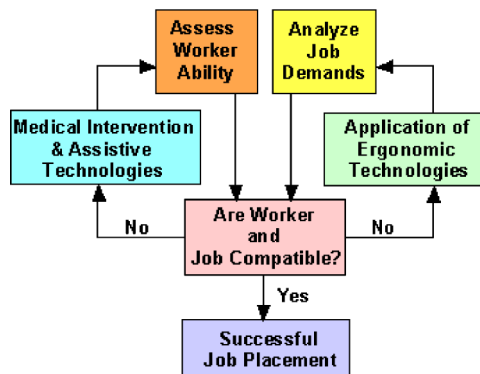 Assess
Worker
Ability
Analyze
Job
Demands
Medical Intervention
& Assistive
Technologies
Application of
Ergonomic
Technologies
Are Worker
and
Job Compatible?
No
No
Yes
Successful
Job Placement